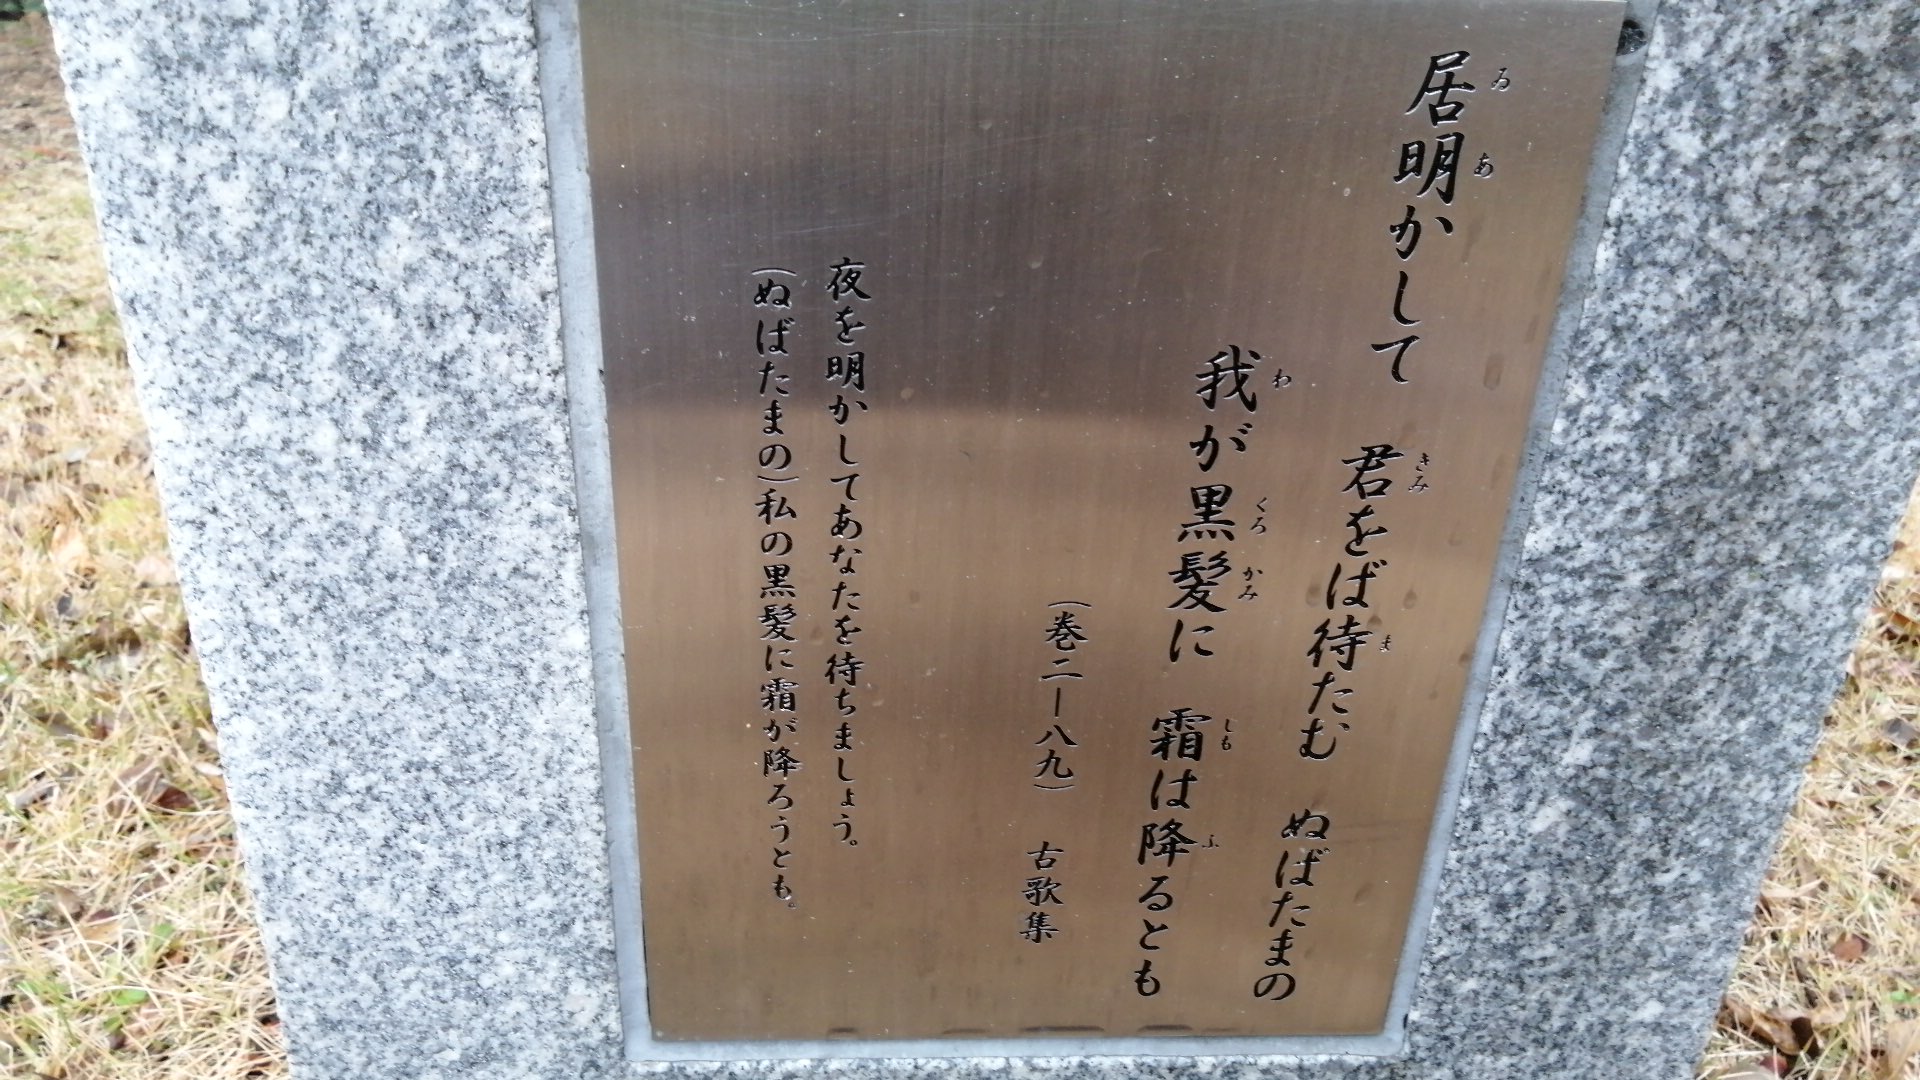 居明かして　君をば待たむ　ぬばたまの
我が黒髪に　霜は降るとも
(巻二―八九)　古歌集
夜を明かしてあなたを待ちましょう。
(ぬばたまの)私の黒髪に霜が降ろうとも。